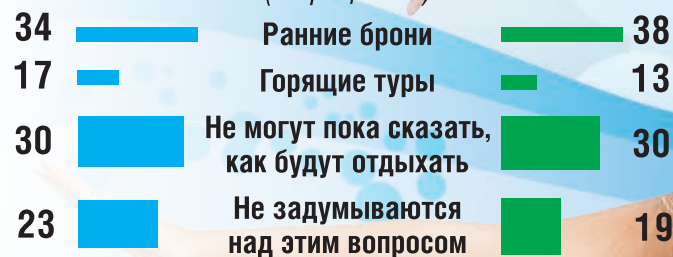 34 Ранние брони 38
17 Горящие туры 13
30 Не могут пока сказать, 30
как будут отдыхать
23 Не задумываются 19
над этим вопросом